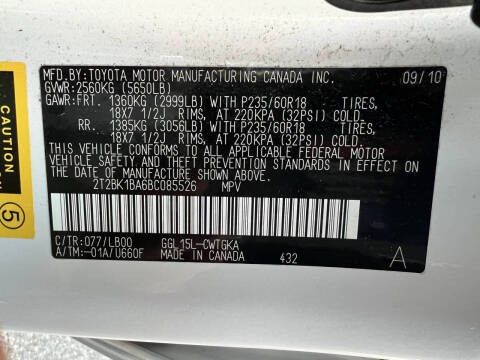 MFD.BY:TOYOTA MOTOR MANUFACTURING CANADA INC. 09/10
GVWR:2560KG (5650LB)
GAWR:FRT. 1360KG (2999LB) WITH P235/60R18 TIRES,
18X7 1/2J RIMS, AT 220KPA (32PSI) COLD.
RR. 1385KG (3056LB) WITH P235/60R18 TIRES,
18X7 1/2J RIMS, AT 220KPA (32PSI) COLD.
THIS VEHICLE CONFORMS TO ALL APPLICABLE FEDERAL MOTOR
VEHICLE SAFETY AND THEFT PREVENTION STANDARDS IN EFFECT ON
THE DATE OF MANUFACTURE SHOWN ABOVE.
2T2BK1BA6BC085526 MPV
C/TR:077/LB00 GGL15L-CWTGKA
A/TM:-01A/U660F MADE IN CANADA 432 A
5